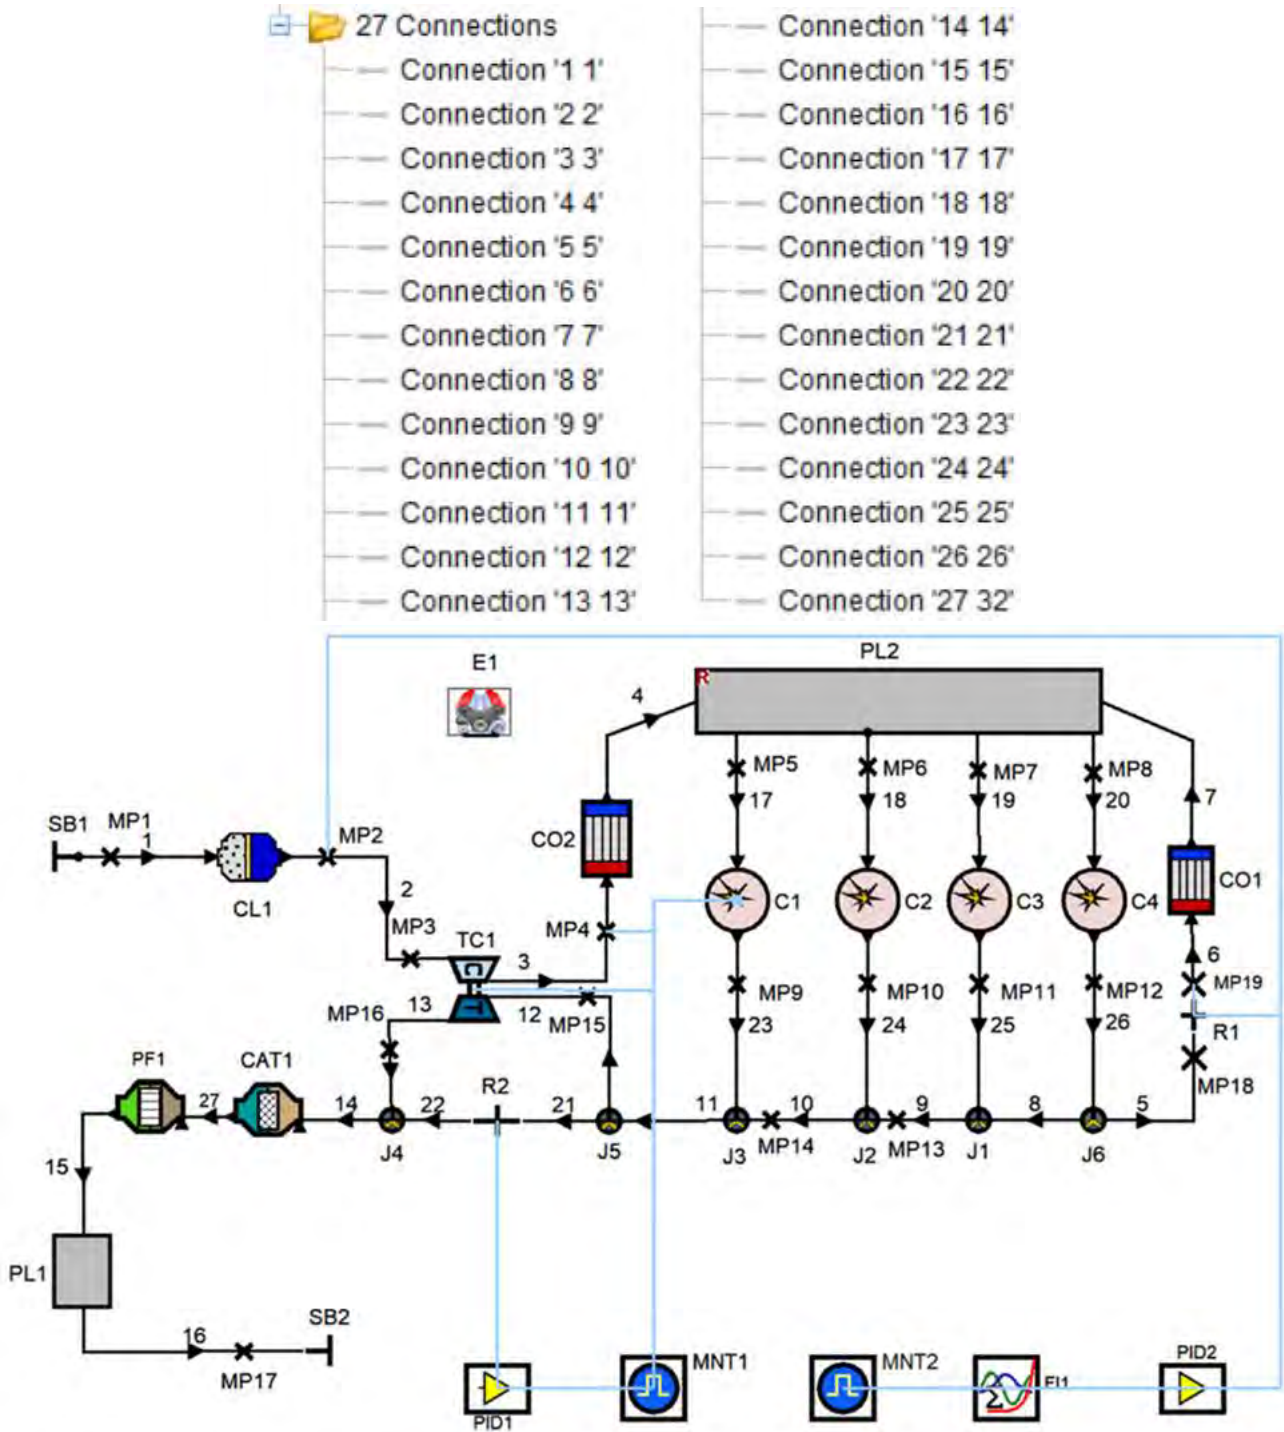 27 Connections
Connection '1 1'
Connection '2 2'
Connection '3 3'
Connection '4 4'
Connection '5 5'
Connection '6 6'
Connection '7 7'
Connection '8 8'
Connection '9 9'
Connection '10 10'
Connection '11 11'
Connection '12 12'
Connection '13 13'
Connection '14 14'
Connection '15 15'
Connection '16 16'
Connection '17 17'
Connection '18 18'
Connection '19 19'
Connection '20 20'
Connection '21 21'
Connection '22 22'
Connection '23 23'
Connection '24 24'
Connection '25 25'
Connection '26 26'
Connection '27 32'
E1
PL2
R
4
MP5
MP6
MP7
MP8
17
18
19
20
7
SB1
MP1
1
MP2
CO2
CL1
2
C1
C2
C3
C4
CO1
MP3
TC1
MP4
C
3
6
T
MP16
13
12
MP15
MP9
MP10
MP11
MP12
MP19
23
24
25
26
R1
PF1
CAT1
R2
MP18
27
14
22
21
11
10
9
8
5
J4
J5
J3
MP14
J2
MP13
J1
J6
15
PL1
16
SB2
MP17
MNT1
MNT2
PID2
FI1
PID1